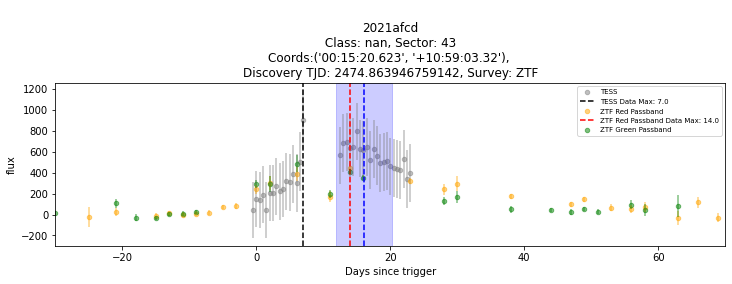 2021afcd
Class: nan, Sector: 43
Coords:('00:15:20.623', '+10:59:03.32'),
Discovery TJD: 2474.863946759142, Survey: ZTF
1200
1000
800
600
400
200
0
−200
flux
TESS
TESS Data Max: 7.0
ZTF Red Passband
ZTF Red Passband Data Max: 14.0
ZTF Green Passband
−20
0
20
40
60
Days since trigger